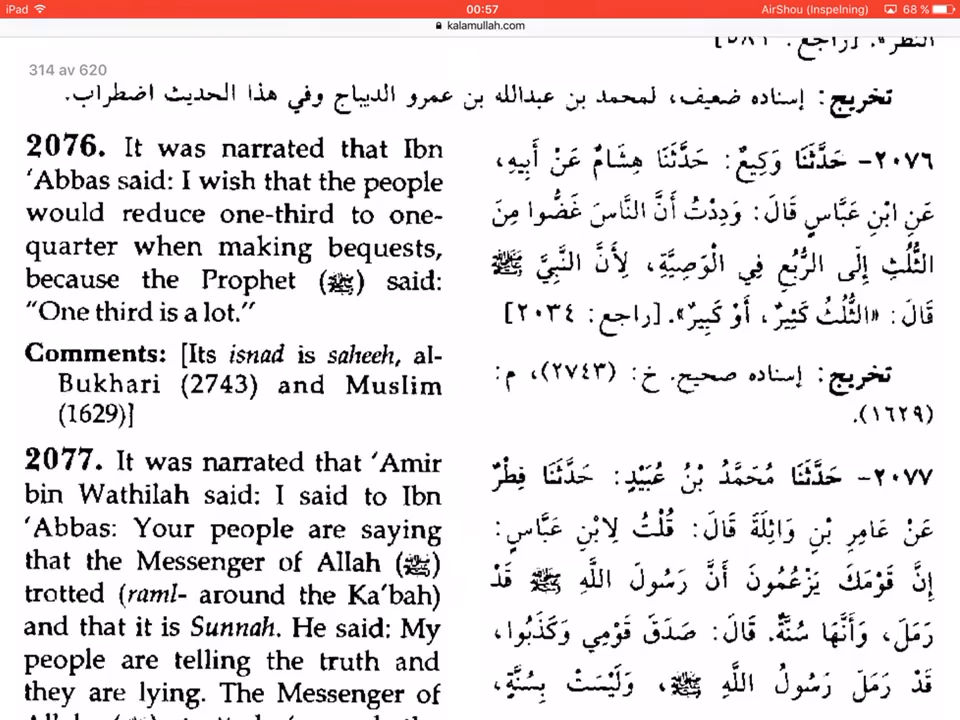 iPad 00:57 AirShou (Inspelning) 68 %
kalamullah.com
314 av 620
النظر». [راجع:
تخريج: إسناده ضعيف، لمحمد بن عبدالله بن عمرو الديباج وفي هذا الحديث اضطراب.
2076. It was narrated that Ibn
‘Abbas said: I wish that the people
would reduce one-third to one-
quarter when making bequests,
because the Prophet (ﷺ) said:
“One third is a lot.”
Comments: [Its isnad is saheeh, al-
Bukhari (2743) and Muslim
(1629)]
2077. It was narrated that ‘Amir
bin Wathilah said: I said to Ibn
‘Abbas: Your people are saying
that the Messenger of Allah (ﷺ)
trotted (raml- around the Ka‘bah)
and that it is Sunnah. He said: My
people are telling the truth and
they are lying. The Messenger of
٢٠٧٦- حَدَّثَنَا وَكِيعٌ: حَدَّثَنَا هِشَامٌ عَنْ أَبِيهِ،
عَنِ ابْنِ عَبَّاسٍ قَالَ: وَدِدْتُ أَنَّ النَّاسَ غَضُّوا مِنَ
الثُّلُثِ إِلَى الرُّبُعِ فِي الْوَصِيَّةِ، لِأَنَّ النَّبِيَّ ﷺ
قَالَ: «الثُّلُثُ كَثِيرٌ، أَوْ كَبِيرٌ». [راجع: ٢٠٣٤]
تخريج: إسناده صحيح. خ: (٢٧٤٣)، م:
(١٦٢٩).
٢٠٧٧- حَدَّثَنَا مُحَمَّدُ بْنُ عُبَيْدٍ: حَدَّثَنَا فِطْرٌ
عَنْ عَامِرِ بْنِ وَاثِلَةَ قَالَ: قُلْتُ لِابْنِ عَبَّاسٍ:
إِنَّ قَوْمَكَ يَزْعُمُونَ أَنَّ رَسُولَ اللَّهِ ﷺ قَدْ
رَمَلَ، وَأَنَّهَا سُنَّةٌ. قَالَ: صَدَقَ قَوْمِي وَكَذَبُوا،
قَدْ رَمَلَ رَسُولُ اللَّهِ ﷺ، وَلَيْسَتْ بِسُنَّةٍ،